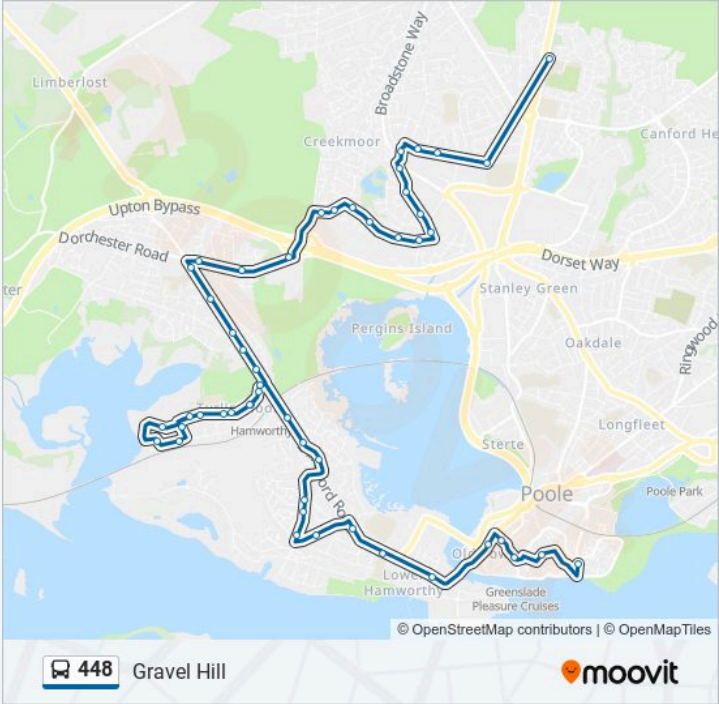 Limberlost
Broadstone Way
Creekmoor
Canford He
Upton Bypass
Dorchester Road
Dorset Way
ter
Stanley Green
Pergins Island
Oakdale
Ringwood
Hamworthy
Longfleet
Sterte
Poole
Poole Park
Old
Lower
Hamworthy
Greenslade
Pleasure Cruises
© OpenStreetMap contributors | © OpenMapTiles
448 Gravel Hill
moovit